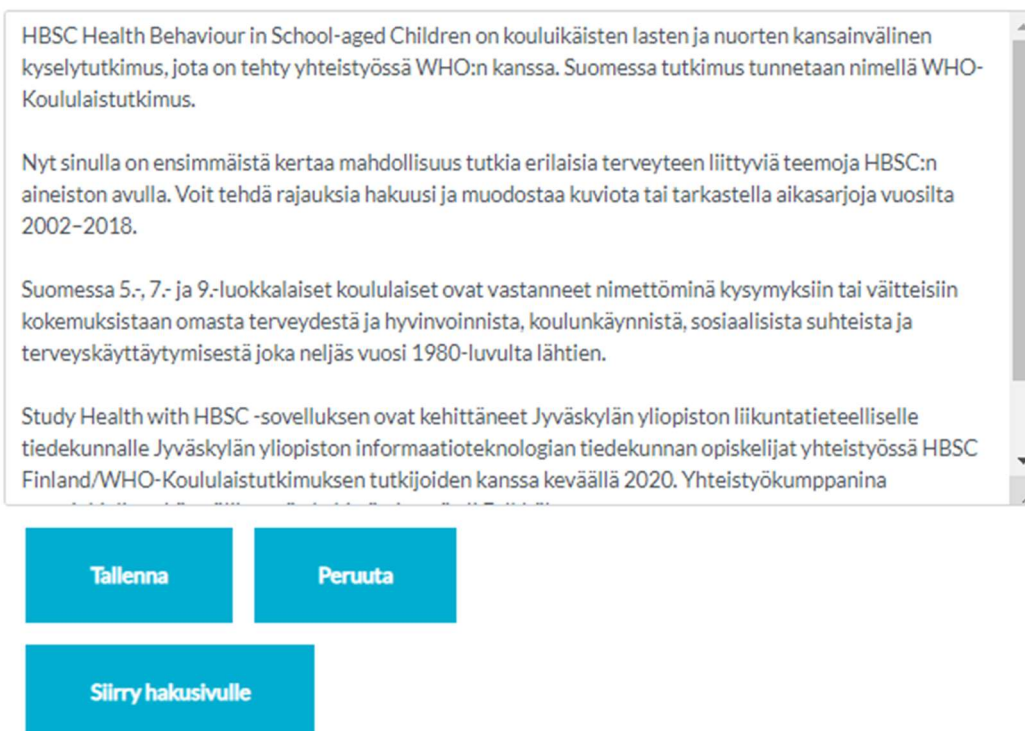 HBSC Health Behaviour in School-aged Children on kouluikäisten lasten ja nuorten kansainvälinen
kyselytutkimus, jota on tehty yhteistyössä WHO:n kanssa. Suomessa tutkimus tunnetaan nimellä WHO-
Koululaistutkimus.
Nyt sinulla on ensimmäistä kertaa mahdollisuus tutkia erilaisia terveyteen liittyviä teemoja HBSC:n
aineiston avulla. Voit tehdä rajauksia hakuusi ja muodostaa kuviota tai tarkastella aikasarjoja vuosilta
2002–2018.
Suomessa 5.-, 7.- ja 9.-luokkalaiset koululaiset ovat vastanneet nimettöminä kysymyksiin tai väitteisiin
kokemuksistaan omasta terveydestä ja hyvinvoinnista, koulunkäynnistä, sosiaalisista suhteista ja
terveyskäyttäytymisestä joka neljäs vuosi 1980-luvulta lähtien.
Study Health with HBSC -sovelluksen ovat kehittäneet Jyväskylän yliopiston liikuntatieteelliselle
tiedekunnalle Jyväskylän yliopiston informaatioteknologian tiedekunnan opiskelijat yhteistyössä HBSC
Finland/WHO-Koululaistutkimuksen tutkijoiden kanssa keväällä 2020. Yhteistyökumppanina
Tallenna Peruuta
Siirry hakusivulle